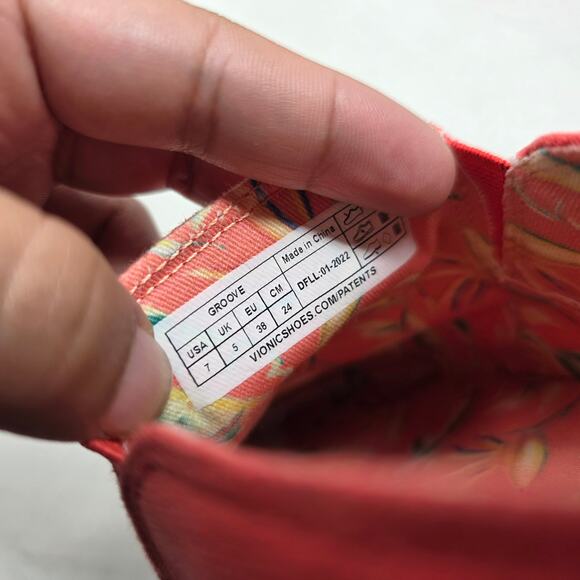 GROOVE
Made in China
USA UK EU CM
DFLL:01-2022
7 5 38 24
VIONICSHOES.COM/PATENTS